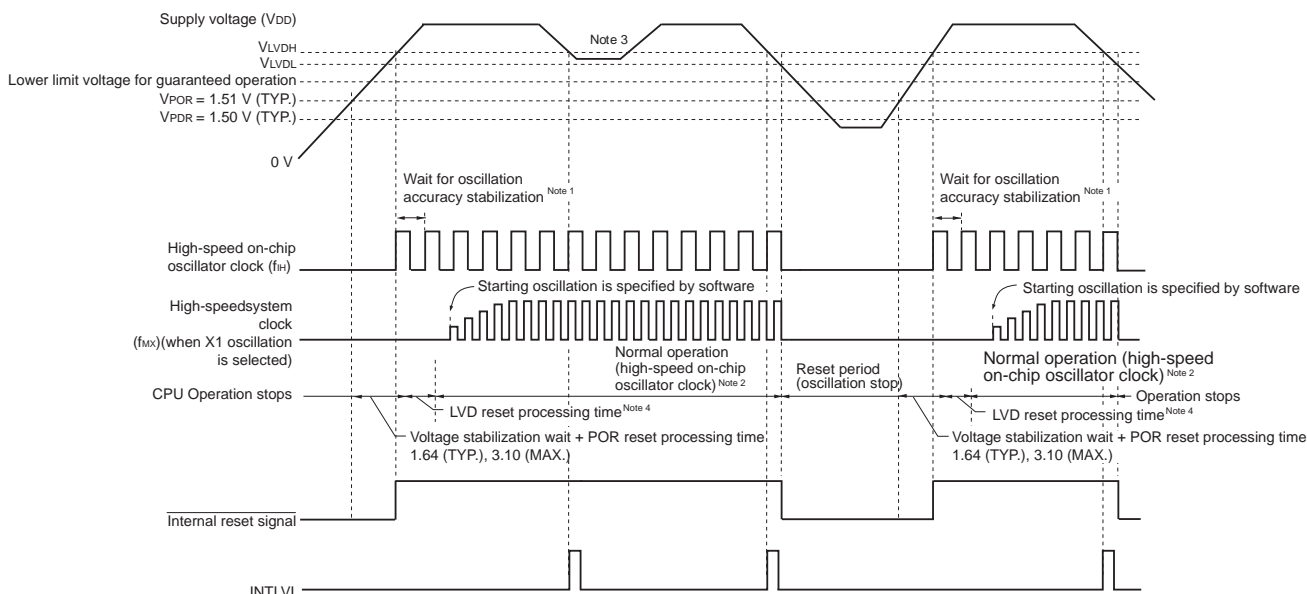 Supply voltage (VDD)
VLVDH
Note 3
VLVDL
Lower limit voltage for guaranteed operation
VPOR = 1.51 V (TYP.)
VPDR = 1.50 V (TYP.)
0 V
Wait for oscillation
accuracy stabilization Note 1
Wait for oscillation
accuracy stabilization Note 1
High-speed on-chip
oscillator clock (fIH)
Starting oscillation is specified by software
Starting oscillation is specified by software
High-speedsystem
clock
(fMX)(when X1 oscillation
is selected)
Normal operation
(high-speed on-chip
oscillator clock) Note 2
Reset period
(oscillation stop)
Normal operation (high-speed
on-chip oscillator clock) Note 2
CPU Operation stops
Operation stops
LVD reset processing time Note 4
LVD reset processing time Note 4
Voltage stabilization wait + POR reset processing time
1.64 (TYP.), 3.10 (MAX.)
Voltage stabilization wait + POR reset processing time
1.64 (TYP.), 3.10 (MAX.)
Internal reset signal
INTLVI